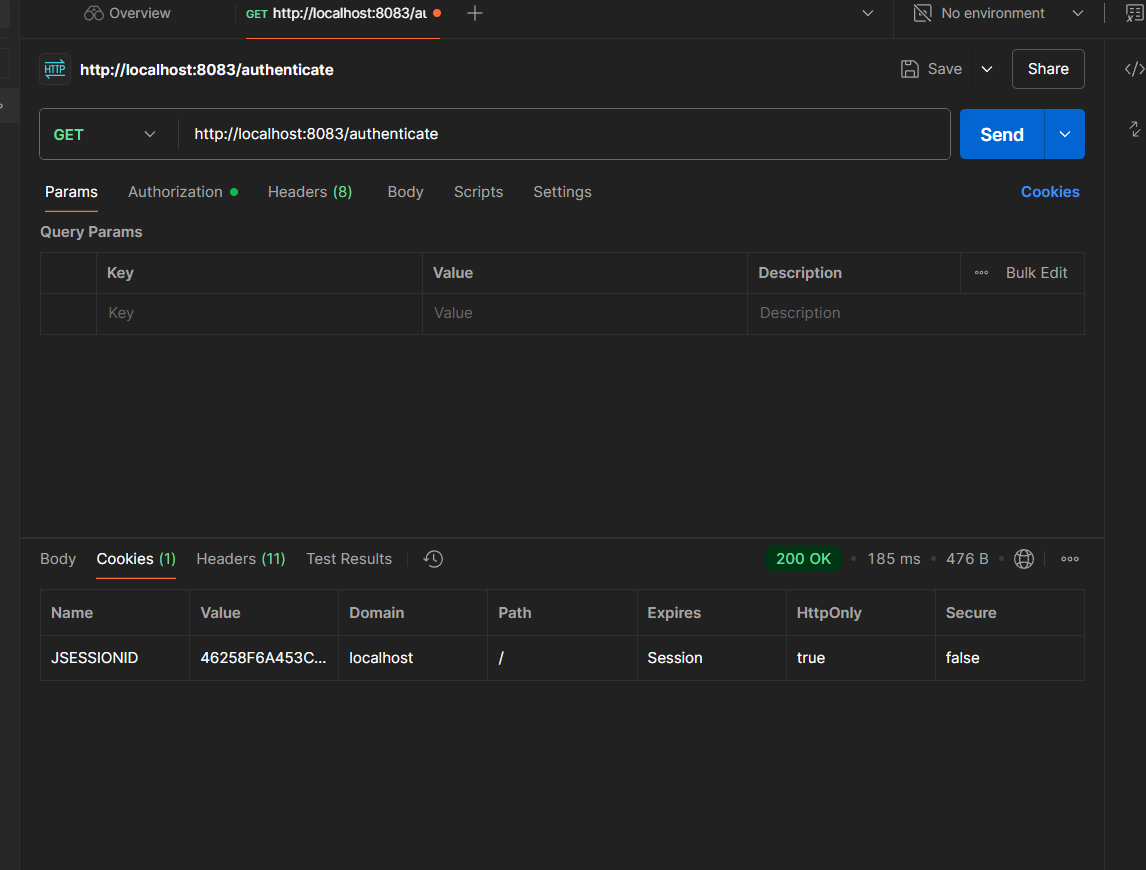 Overview GET http://localhost:8083/au No environment
HTTP http://localhost:8083/authenticate Save Share
GET http://localhost:8083/authenticate Send
Params Authorization Headers (8) Body Scripts Settings Cookies
Query Params
Key Value Description Bulk Edit
Key Value Description
Body Cookies (1) Headers (11) Test Results 200 OK • 185 ms • 476 B •
Name Value Domain Path Expires HttpOnly Secure
JSESSIONID 46258F6A453C... localhost / Session true false